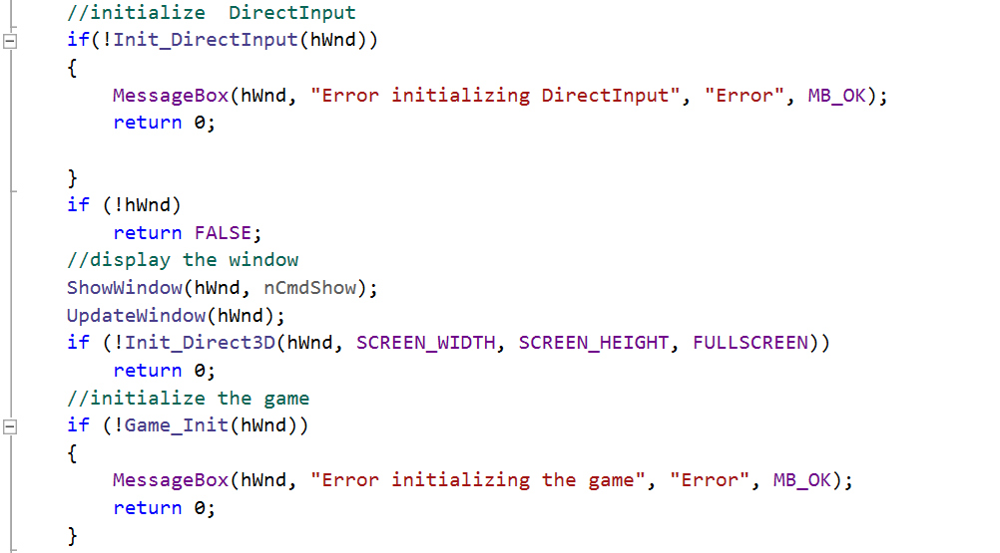 //initialize  DirectInput
if(!Init_DirectInput(hWnd))
{
    MessageBox(hWnd, "Error initializing DirectInput", "Error", MB_OK);
    return 0;

}
if (!hWnd)
    return FALSE;
//display the window
ShowWindow(hWnd, nCmdShow);
UpdateWindow(hWnd);
if (!Init_Direct3D(hWnd, SCREEN_WIDTH, SCREEN_HEIGHT, FULLSCREEN))
    return 0;
//initialize the game
if (!Game_Init(hWnd))
{
    MessageBox(hWnd, "Error initializing the game", "Error", MB_OK);
    return 0;
}